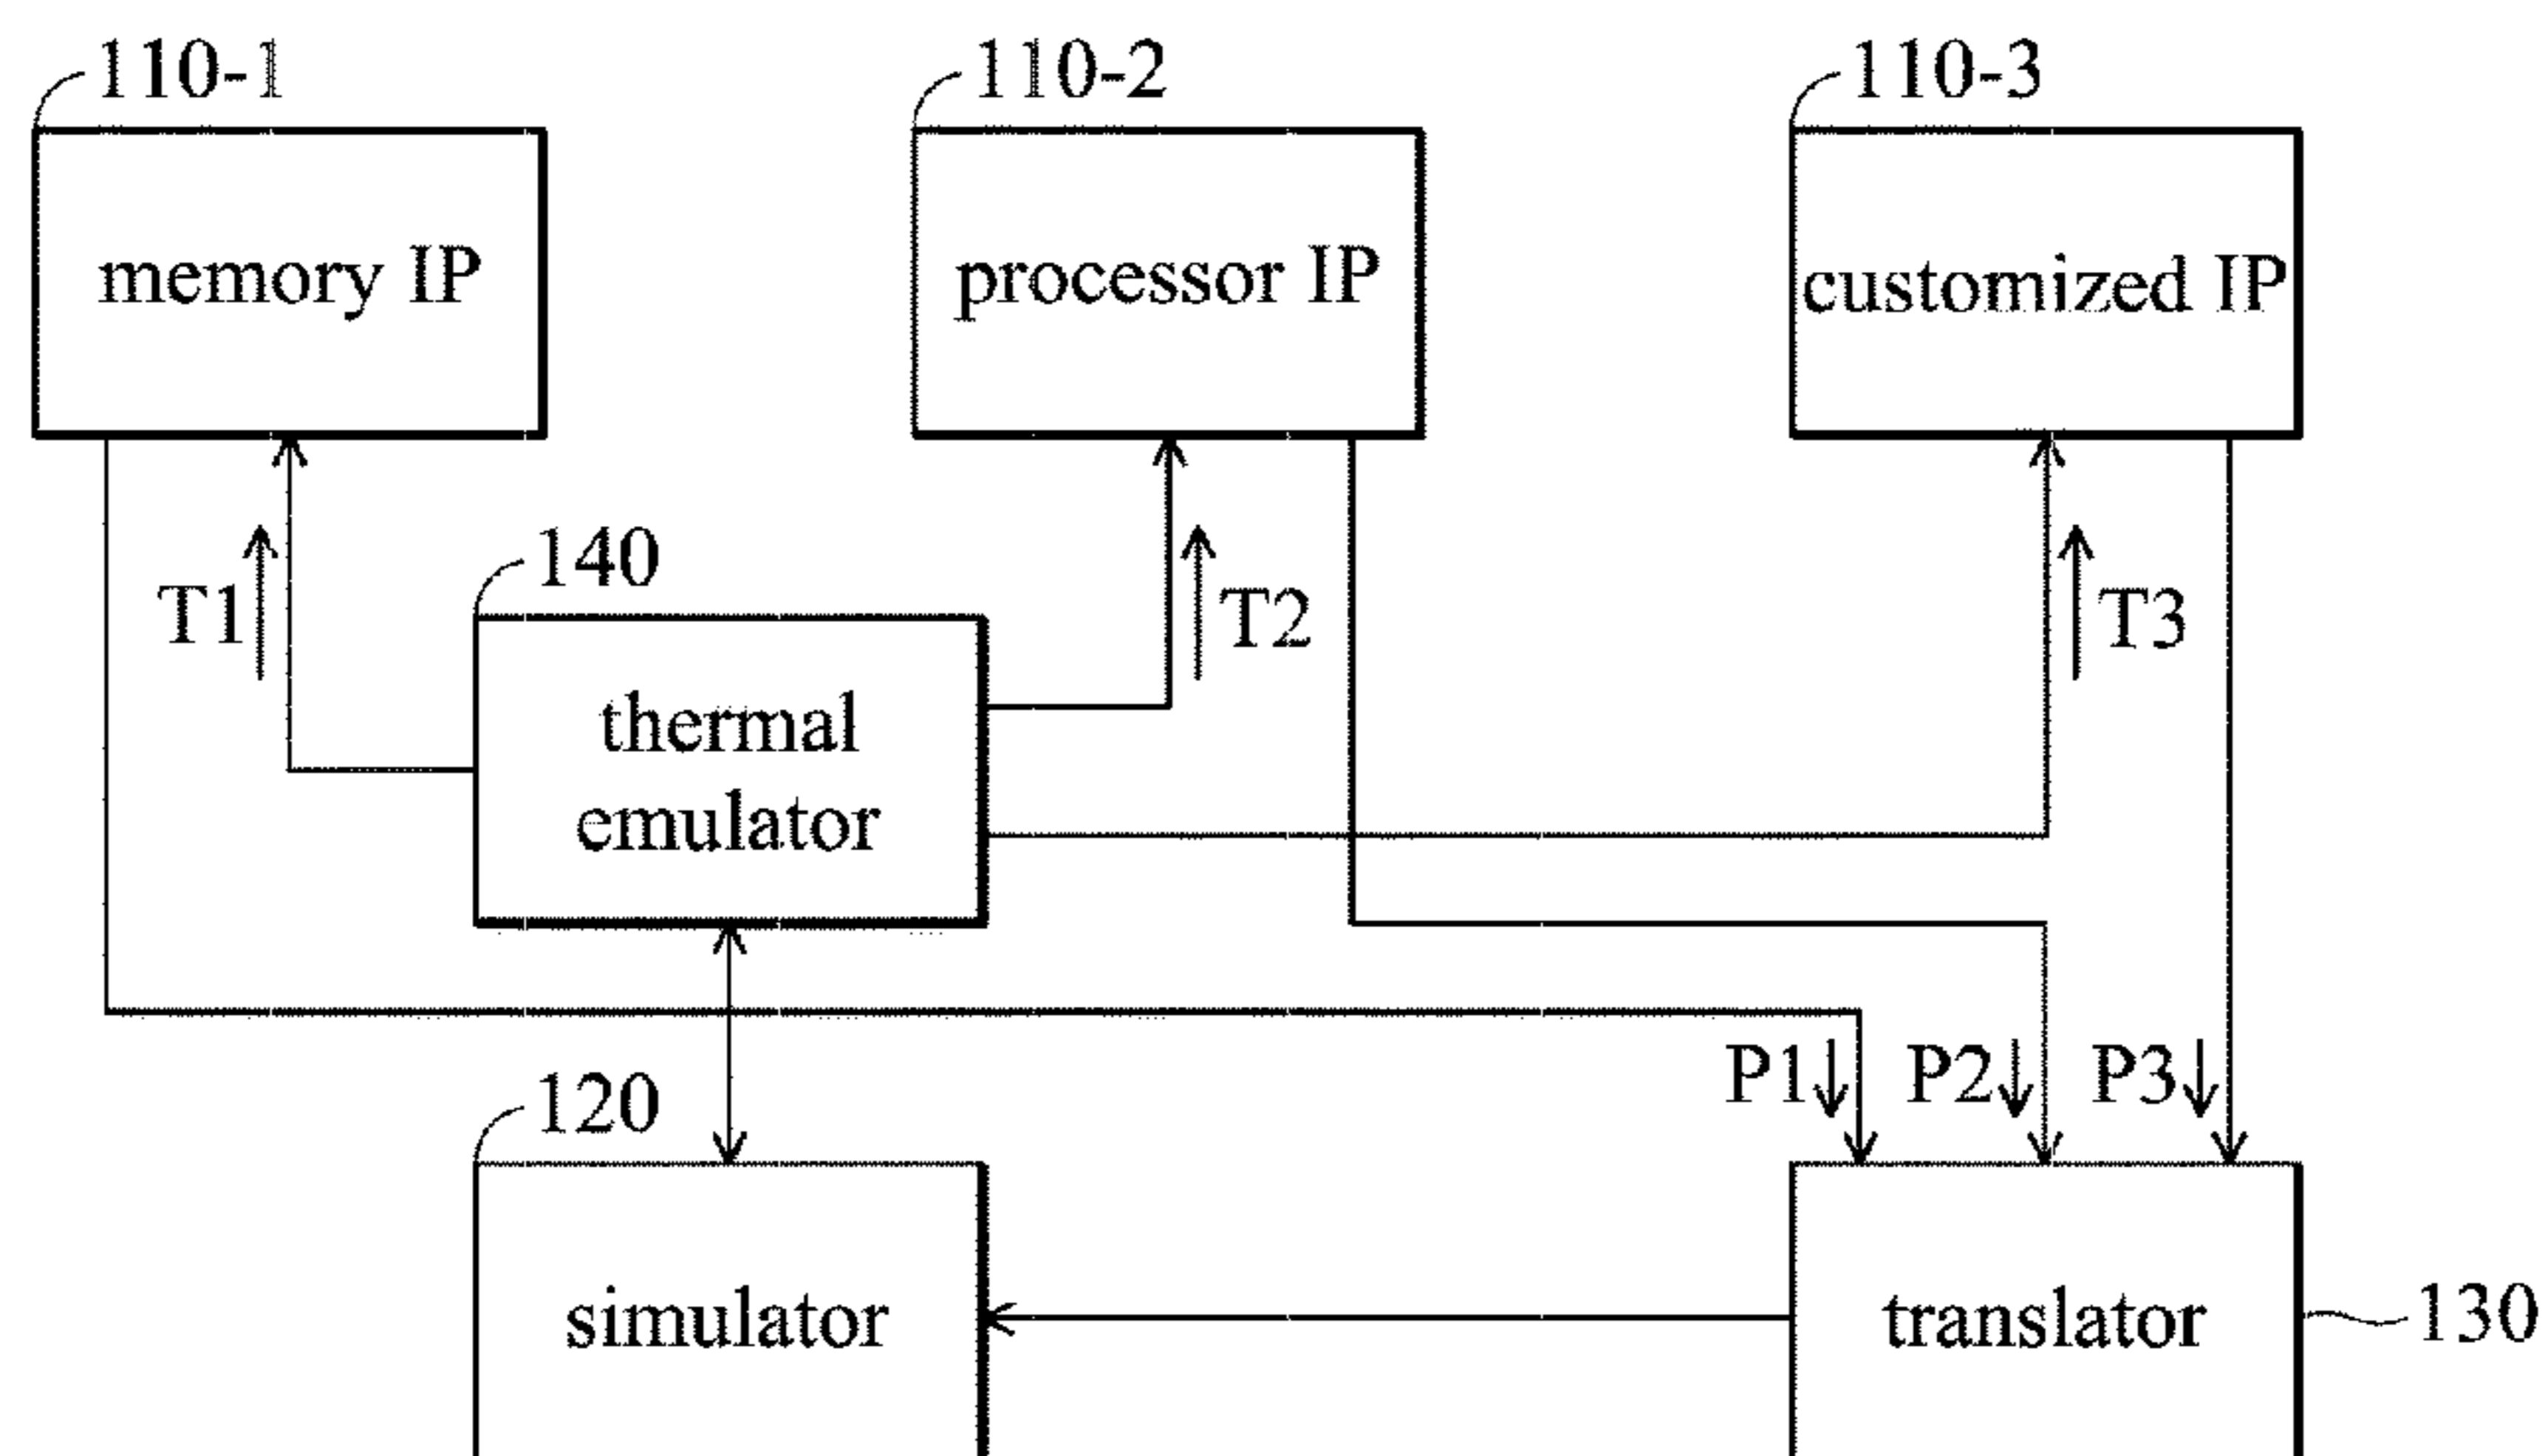 110-1
110-2
110-3
memory IP
processor IP
customized IP
140
T1
T2
T3
thermal
emulator
120
P1
P2
P3
simulator
translator
130